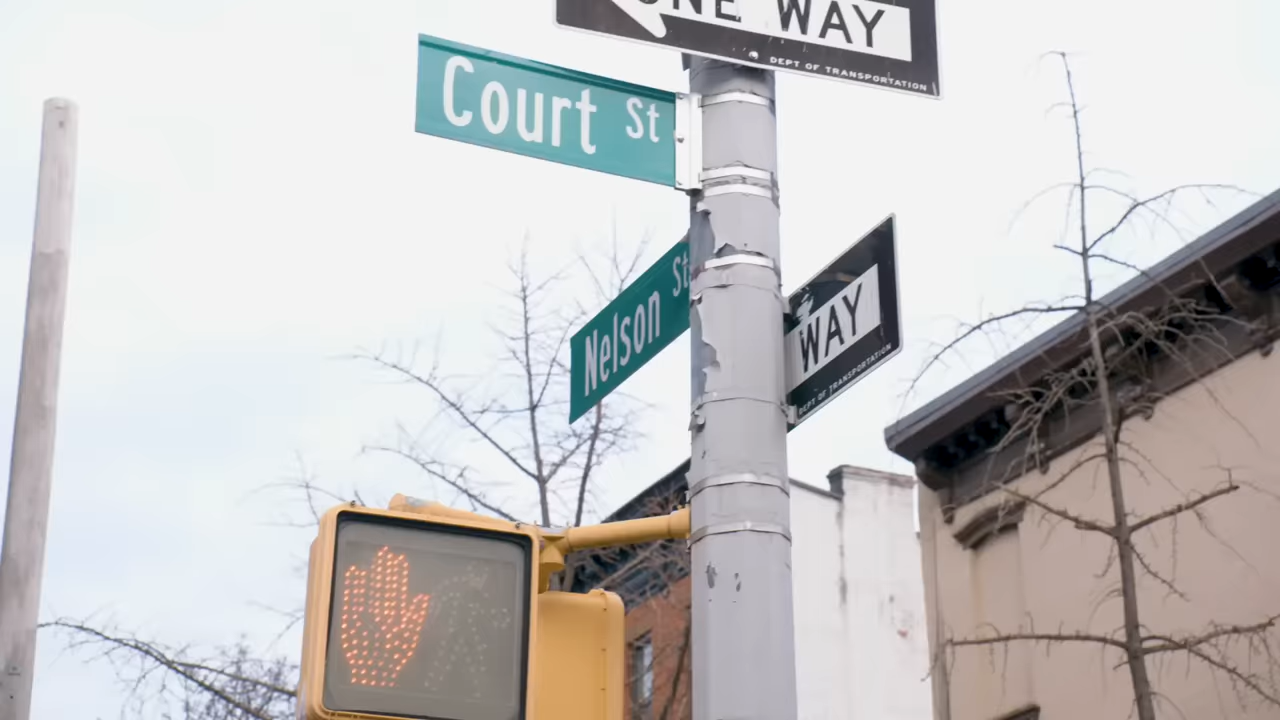 ONE WAY
DEPT OF TRANSPORTATION
Court St
Nelson St
WAY
DEPT OF TRANSPORTATION